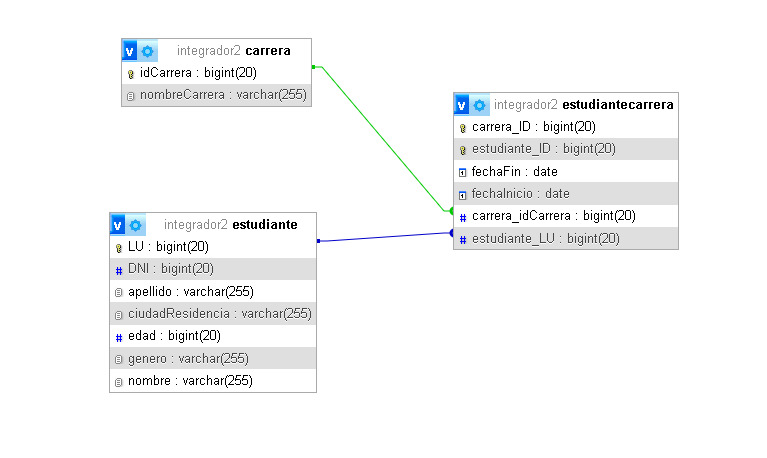 v integrador2 carrera
idCarrera : bigint(20)
nombreCarrera : varchar(255)
v integrador2 estudiantecarrera
carrera_ID : bigint(20)
estudiante_ID : bigint(20)
fechaFin : date
fechaInicio : date
# carrera_idCarrera : bigint(20)
# estudiante_LU : bigint(20)
v integrador2 estudiante
LU : bigint(20)
# DNI : bigint(20)
apellido : varchar(255)
ciudadResidencia : varchar(255)
# edad : bigint(20)
genero : varchar(255)
nombre : varchar(255)